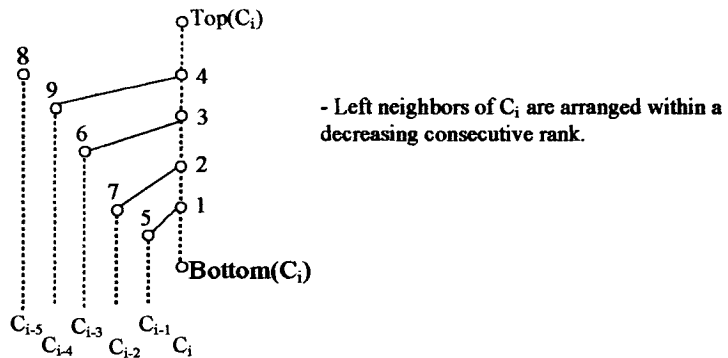 Top(Cᵢ)
8
4
9
3
6
2
7
1
5
Bottom(Cᵢ)
- Left neighbors of Cᵢ are arranged within a
decreasing consecutive rank.
Cᵢ₋₅
Cᵢ₋₄
Cᵢ₋₃
Cᵢ₋₂
Cᵢ₋₁
Cᵢ